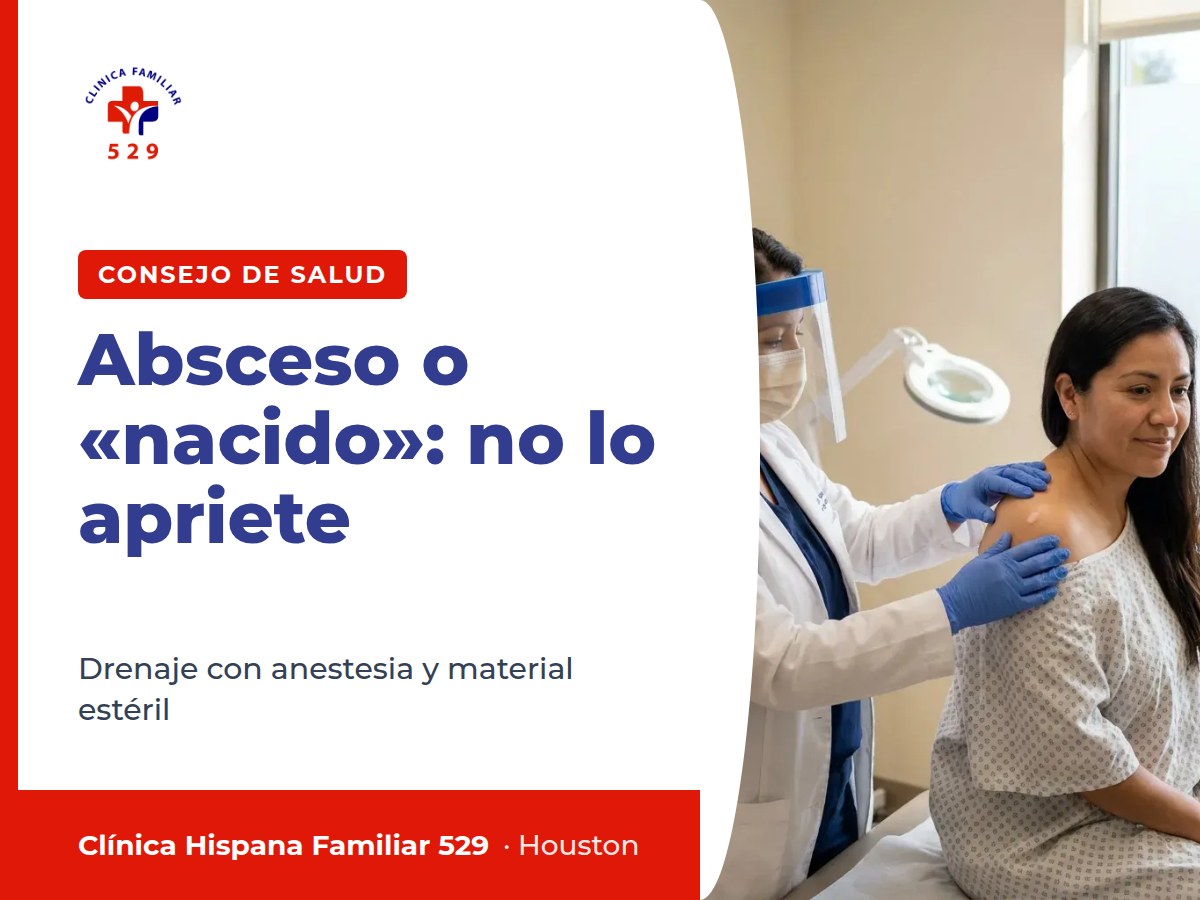 CLINICA FAMILIAR
529
CONSEJO DE SALUD
Absceso o
«nacido»: no lo
apriete
Drenaje con anestesia y material
estéril
Clínica Hispana Familiar 529 · Houston